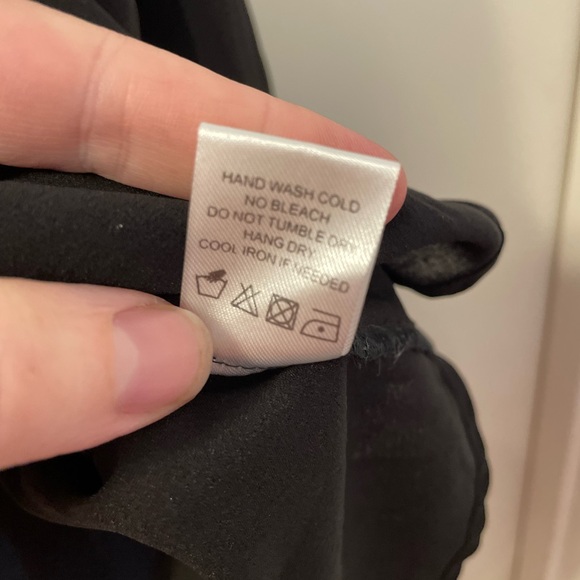 HAND WASH COLD
NO BLEACH
DO NOT TUMBLE DRY
HANG DRY
COOL IRON IF NEEDED